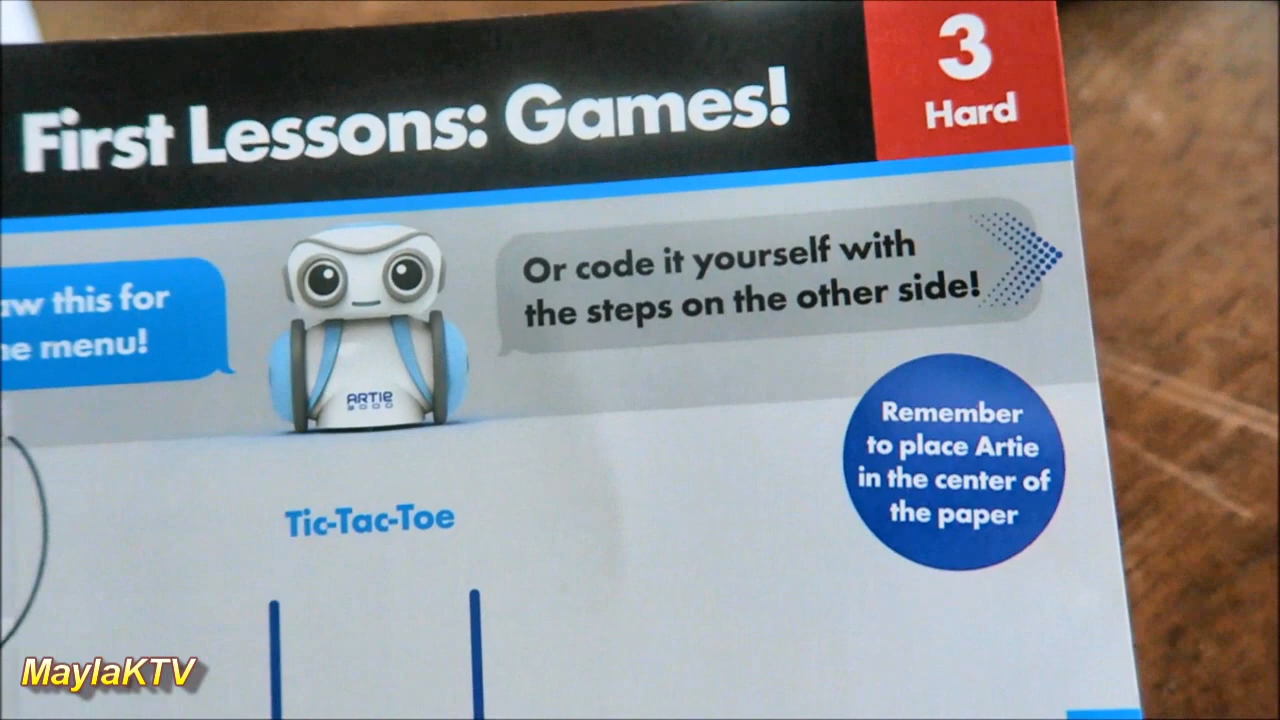 First Lessons: Games!
3
Hard
this for
menu!
Or code it yourself with
the steps on the other side!
ARTIE
3000
Remember
to place Artie
in the center of
the paper
Tic-Tac-Toe
MaylaKTV